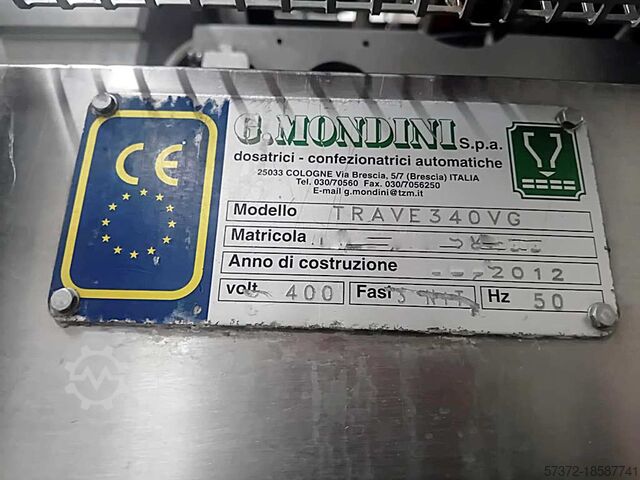 CE
G.MONDINI S.p.a.
dosatrici - confezionatrici automatiche
25033 COLOGNE Via Brescia, 5/7 (Brescia) ITALIA
Tel. 030/70560 Fax. 030/7056250
E-mail g.mondini@tzm.it
Modello TRAVE340VG
Matricola
Anno di costruzione 2012
volt 400 Fasi Hz 50
57372-18587741